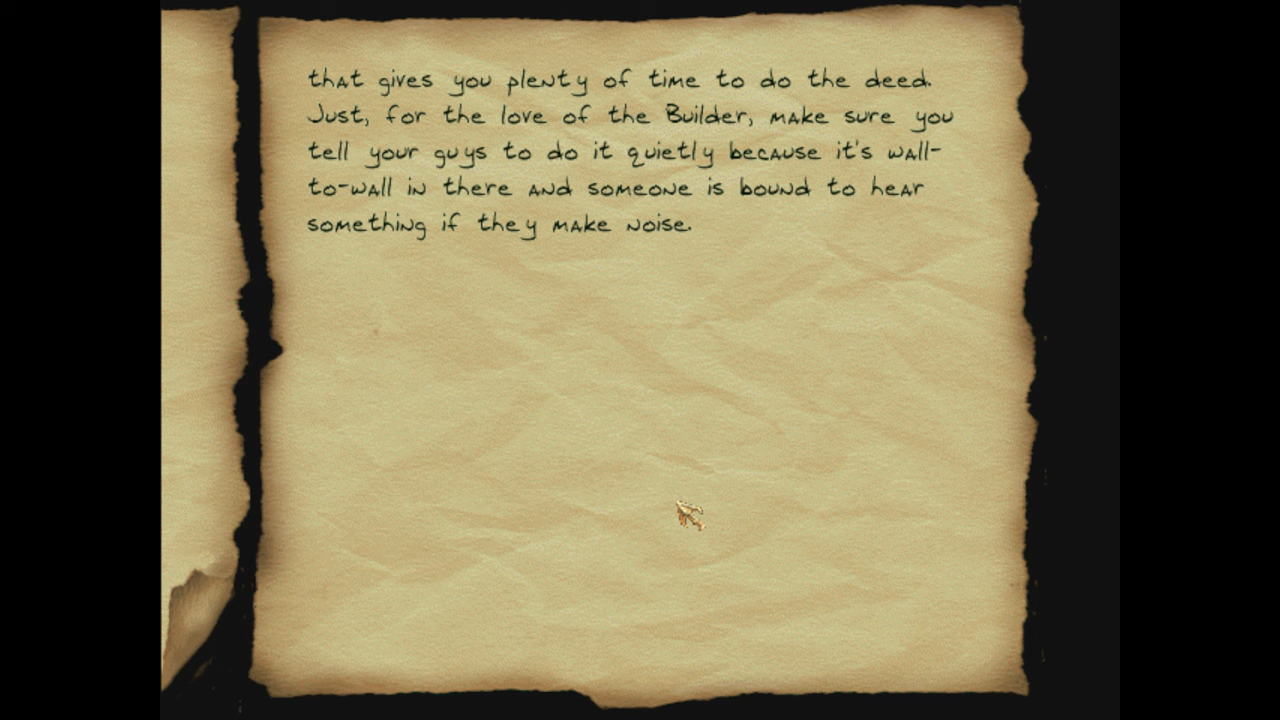 that gives you plenty of time to do the deed.
Just, for the love of the Builder, make sure you
tell your guys to do it quietly because it's wall-
to-wall in there and someone is bound to hear
something if they make noise.